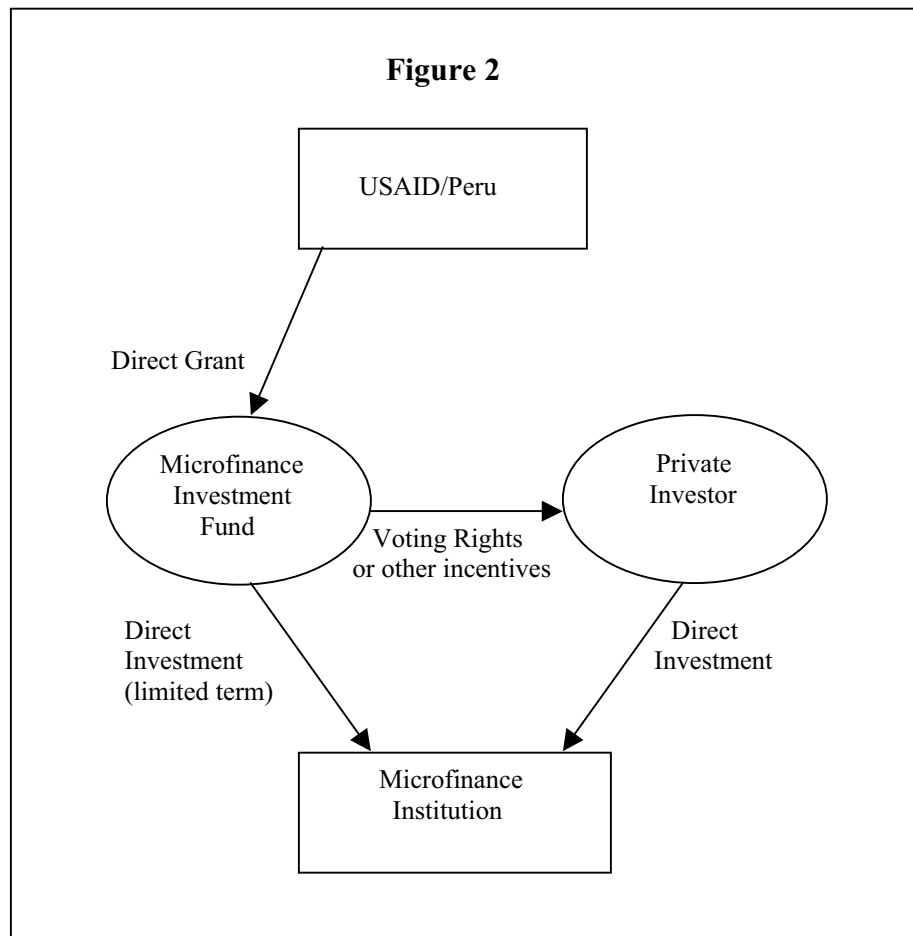 Figure 2
USAID/Peru
Direct Grant
Microfinance
Investment
Fund
Private
Investor
Voting Rights
or other incentives
Direct
Investment
(limited term)
Direct
Investment
Microfinance
Institution